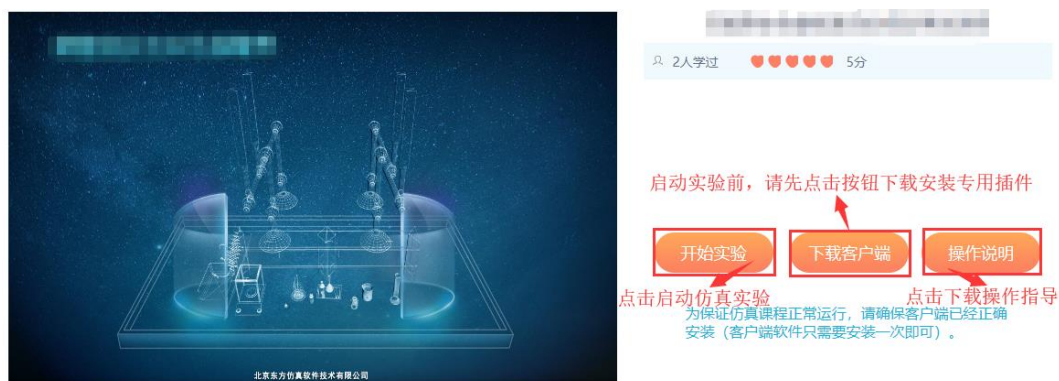 2人学过 5分
启动实验前，请先点击按钮下载安装专用插件
开始实验 下载客户端 操作说明
点击启动仿真实验 点击下载操作指导
为保证仿真课程正常运行，请确保客户端已经正确
安装（客户端软件只需要安装一次即可）。
北京东方仿真软件技术有限公司